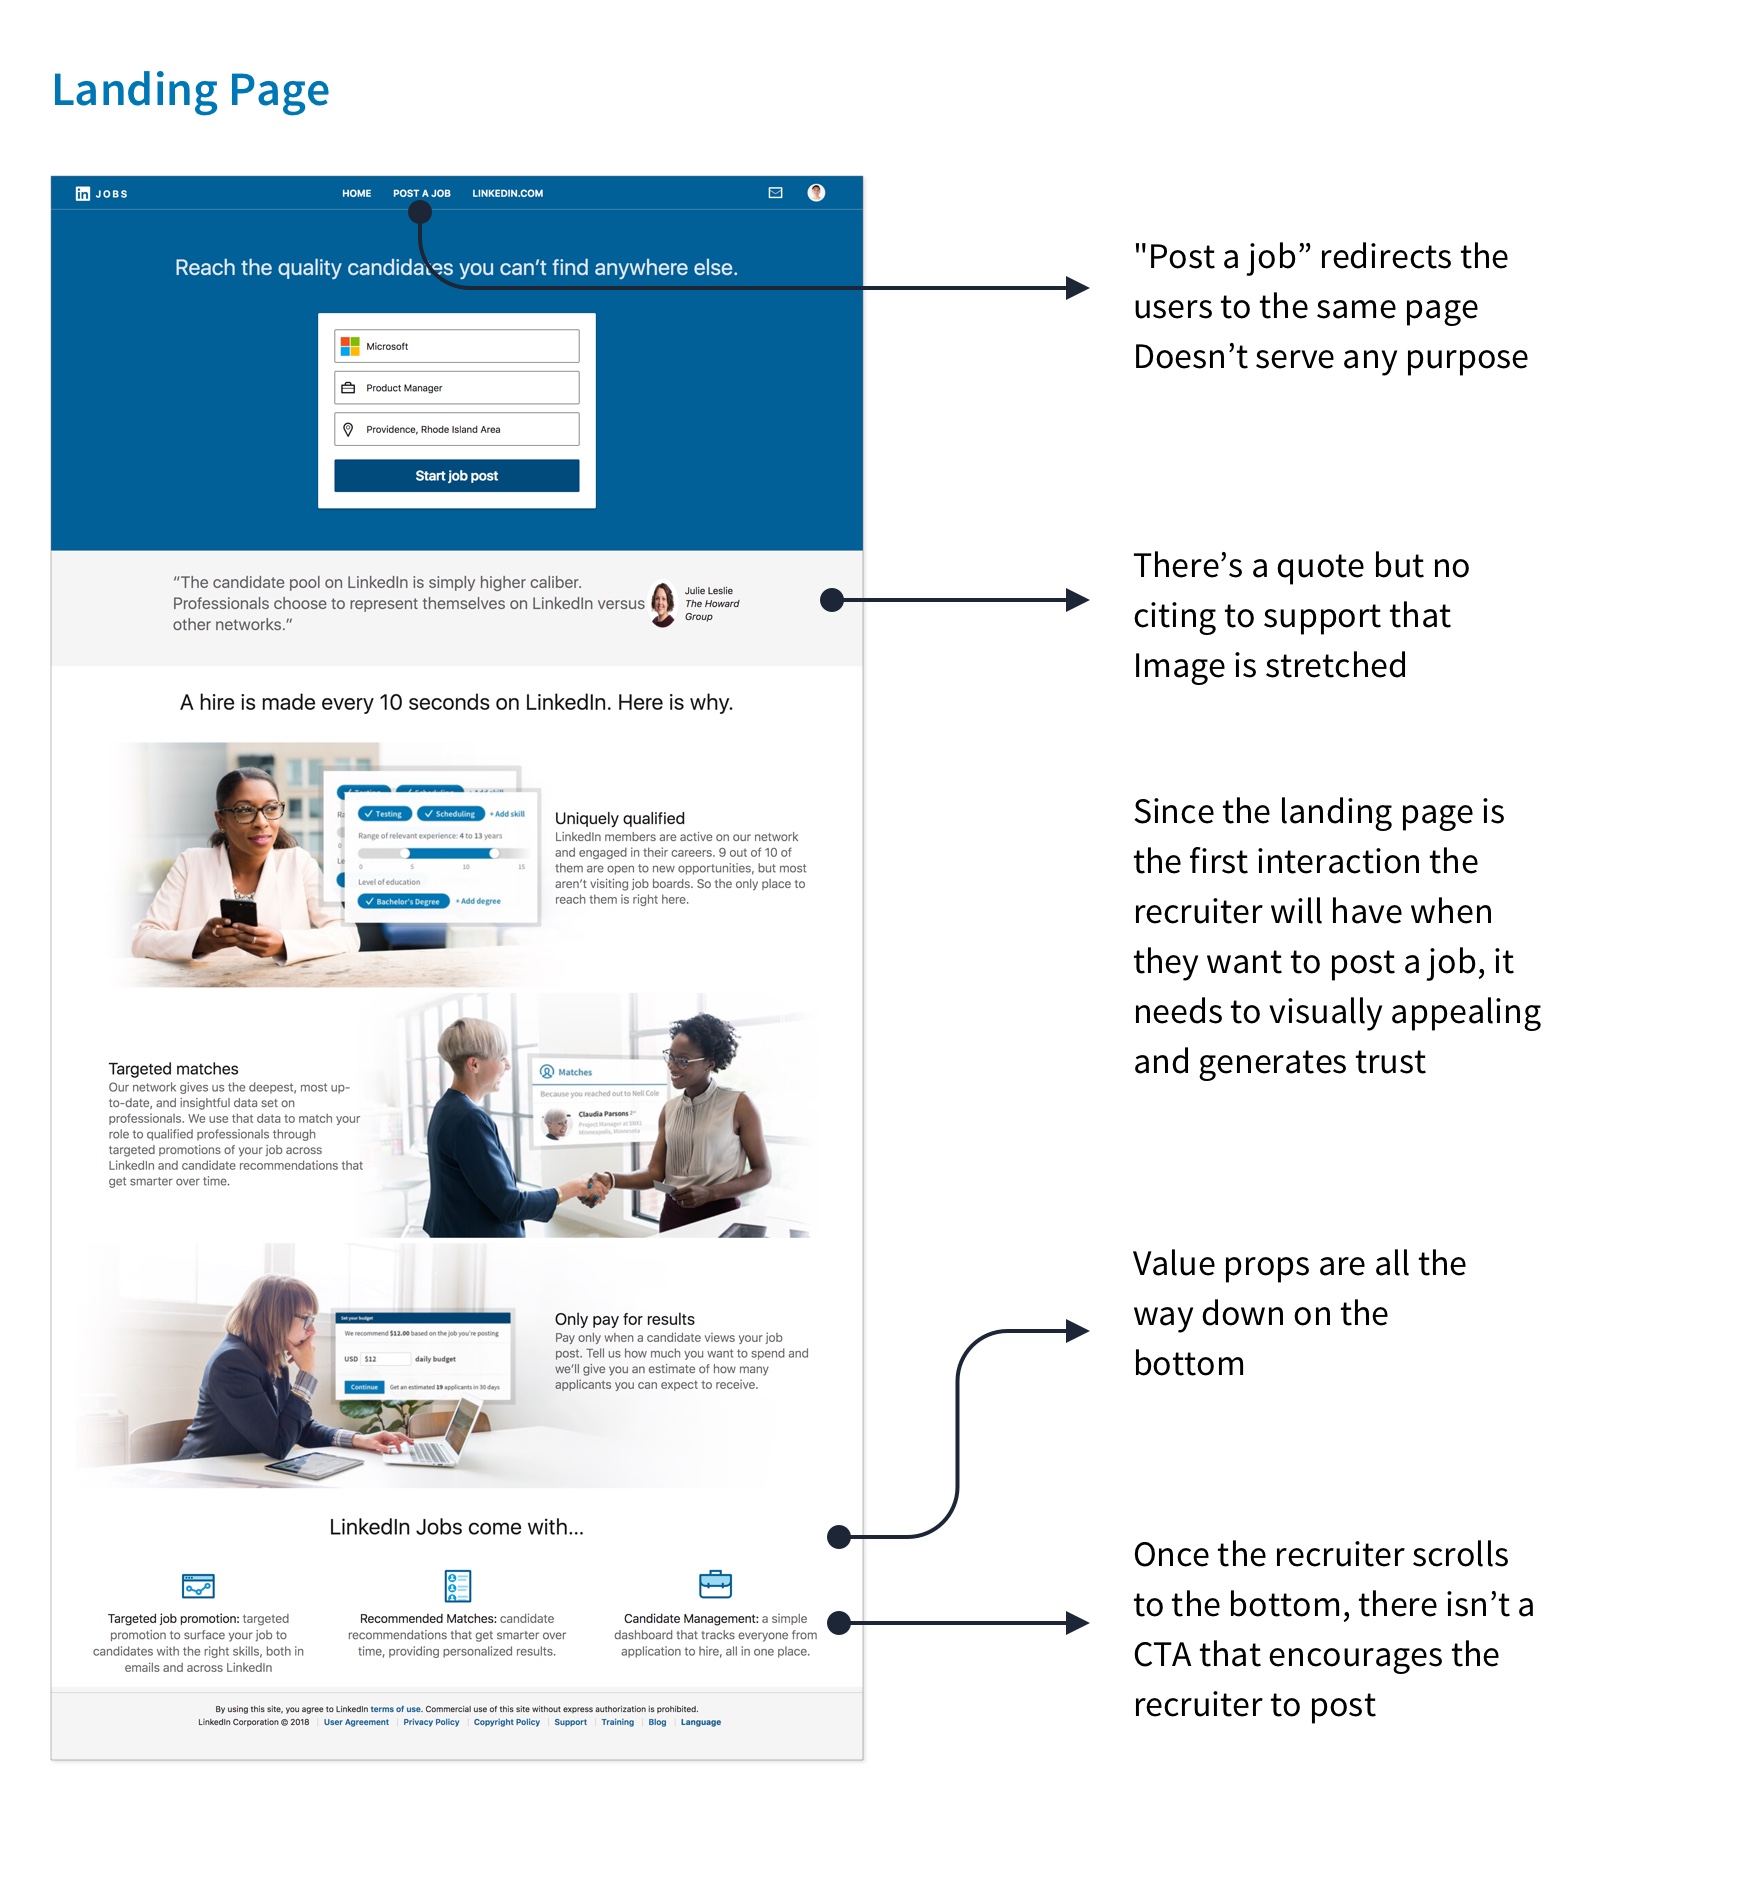 Landing Page
in JOBS
HOME POST A JOB LINKEDIN.COM
Reach the quality candidates you can't find anywhere else.
Microsoft
Product Manager
Providence, Rhode Island Area
Start job post
"Post a job” redirects the
users to the same page
Doesn’t serve any purpose
“The candidate pool on LinkedIn is simply higher caliber.
Professionals choose to represent themselves on LinkedIn versus
other networks.”
Julie Leslie
The Howard
Group
There’s a quote but no
citing to support that
Image is stretched
A hire is made every 10 seconds on LinkedIn. Here is why.
Testing Scheduling + Add skill
Range of relevant experience: 4 to 13 years
0 5 10 15
Level of education
Bachelor's Degree + Add degree
Uniquely qualified
LinkedIn members are active on our network
and engaged in their careers. 9 out of 10 of
them are open to new opportunities, but most
aren’t visiting job boards. So the only place to
reach them is right here.
Since the landing page is
the first interaction the
recruiter will have when
they want to post a job, it
needs to visually appealing
and generates trust
Targeted matches
Our network gives us the deepest, most up-
to-date, and insightful data set on
professionals. We use that data to match your
role to qualified professionals through
targeted promotions of your job across
LinkedIn and candidate recommendations that
get smarter over time.
Matches
Because you reached out to Nell Cole
Claudia Parsons 2º
Project Manager at
Minneapolis, Minnesota
Set your budget
We recommend $12.00 based on the job you're posting
USD $12 daily budget
Continue Get an estimated 19 applicants in 30 days
Only pay for results
Pay only when a candidate views your job
post. Tell us how much you want to spend and
we’ll give you an estimate of how many
applicants you can expect to receive.
Value props are all the
way down on the
bottom
LinkedIn Jobs come with...
Targeted job promotion: targeted
promotion to surface your job to
candidates with the right skills, both in
emails and across LinkedIn
Recommended Matches: candidate
recommendations that get smarter over
time, providing personalized results.
Candidate Management: a simple
dashboard that tracks everyone from
application to hire, all in one place.
Once the recruiter scrolls
to the bottom, there isn’t a
CTA that encourages the
recruiter to post
By using this site, you agree to LinkedIn terms of use. Commercial use of this site without express authorization is prohibited.
LinkedIn Corporation © 2018 User Agreement Privacy Policy Copyright Policy Support Training Blog Language